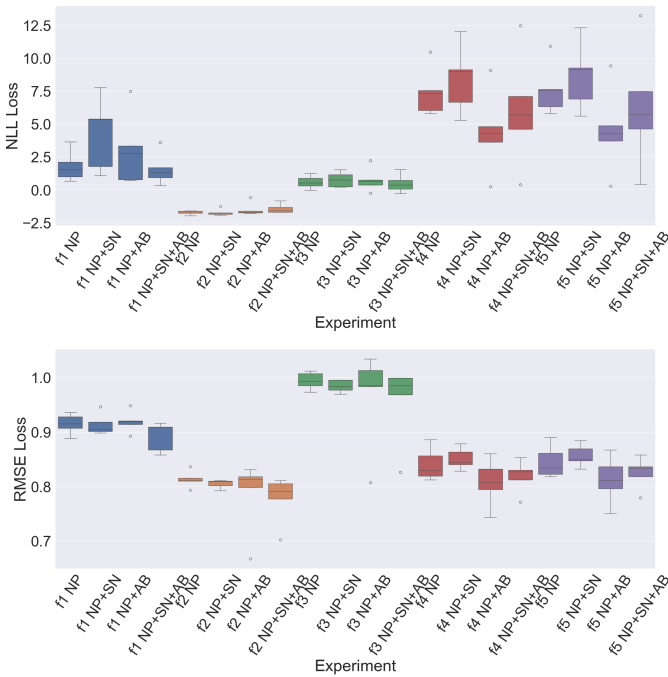 12.5
10.0
7.5
5.0
2.5
0.0
−2.5
NLL Loss
f1 NP
f1 NP+SN
f1 NP+AB
f1 NP+SN+AB
f2 NP
f2 NP+SN
f2 NP+AB
f2 NP+SN+AB
f3 NP
f3 NP+SN
f3 NP+AB
f3 NP+SN+AB
f4 NP
f4 NP+SN
f4 NP+AB
f4 NP+SN+AB
f5 NP
f5 NP+SN
f5 NP+AB
f5 NP+SN+AB
Experiment
1.0
0.9
0.8
0.7
RMSE Loss
f1 NP
f1 NP+SN
f1 NP+AB
f1 NP+SN+AB
f2 NP
f2 NP+SN
f2 NP+AB
f2 NP+SN+AB
f3 NP
f3 NP+SN
f3 NP+AB
f3 NP+SN+AB
f4 NP
f4 NP+SN
f4 NP+AB
f4 NP+SN+AB
f5 NP
f5 NP+SN
f5 NP+AB
f5 NP+SN+AB
Experiment